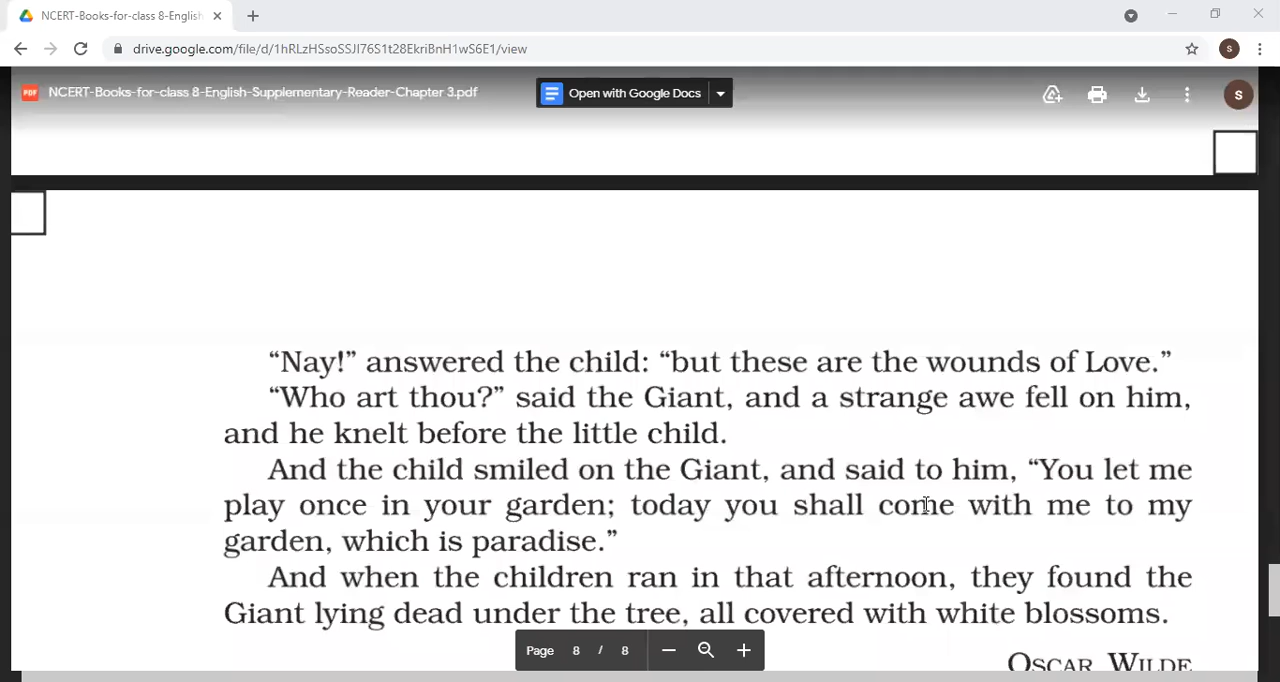 NCERT-Books-for-class 8-English-
drive.google.com/file/d/1hRLzHSsoSSJI76S1t28EkriBnH1wS6E1/view
S
PDF
NCERT-Books-for-class 8-English-Supplementary-Reader-Chapter 3.pdf
Open with Google Docs
S
“Nay!” answered the child: “but these are the wounds of Love.”
“Who art thou?” said the Giant, and a strange awe fell on him,
and he knelt before the little child.
And the child smiled on the Giant, and said to him, “You let me
play once in your garden; today you shall come with me to my
garden, which is paradise.”
And when the children ran in that afternoon, they found the
Giant lying dead under the tree, all covered with white blossoms.
Page 8 / 8
OSCAR WILDE